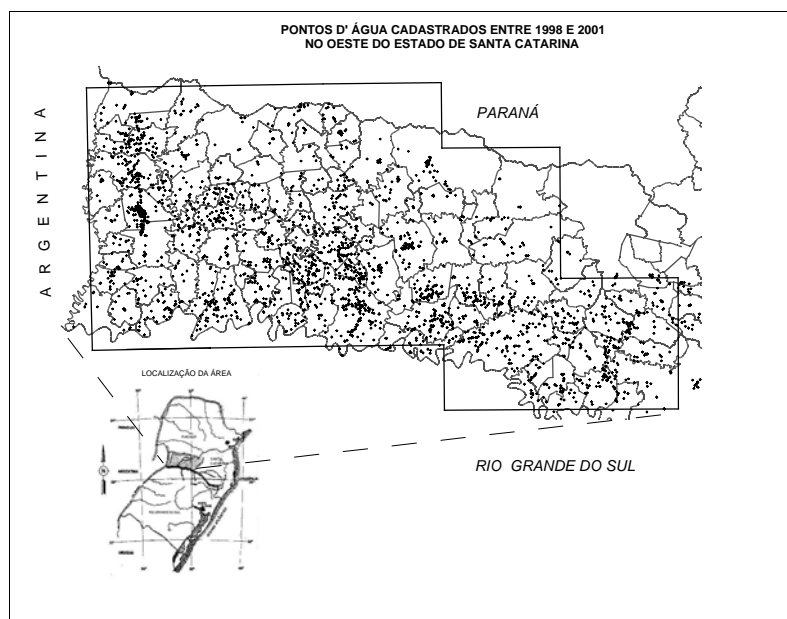 PONTOS D' ÁGUA CADASTRADOS ENTRE 1998 E 2001
NO OESTE DO ESTADO DE SANTA CATARINA
PARANÁ
ARGENTINA
LOCALIZAÇÃO DA ÁREA
RIO GRANDE DO SUL
N